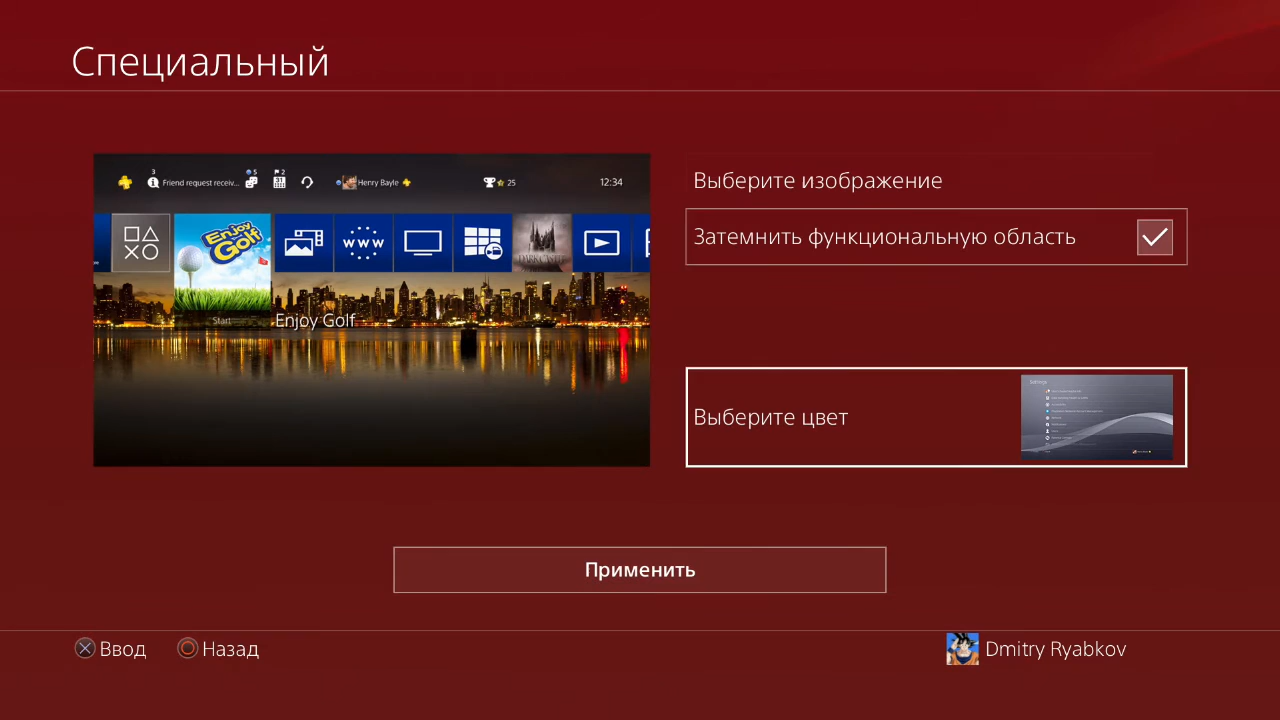 Специальный
3
5
2
Friend request receiv...
31
Henry Bayle
25
12:34
Enjoy Golf
WWW
Start
Enjoy Golf
Выберите изображение
Затемнить функциональную область
Выберите цвет
Settings
Применить
Ввод
Назад
Dmitry Ryabkov